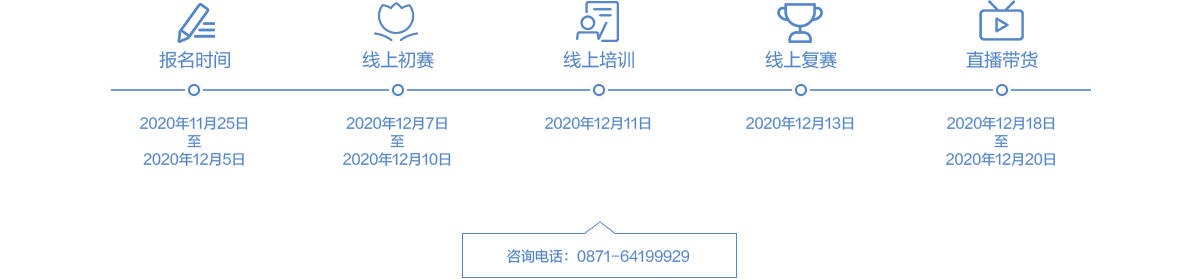 报名时间
线上初赛
线上培训
线上复赛
直播带货
2020年11月25日
至
2020年12月5日
2020年12月7日
至
2020年12月10日
2020年12月11日
2020年12月13日
2020年12月18日
至
2020年12月20日
咨询电话：0871-64199929